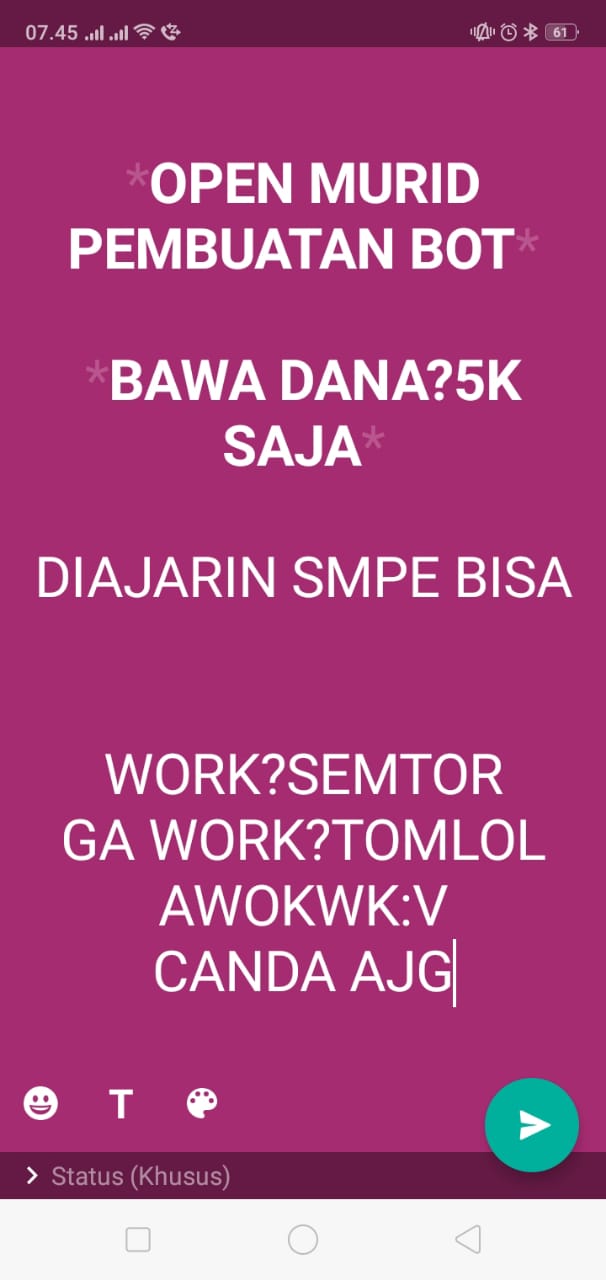 07.45
61
*OPEN MURID
PEMBUATAN BOT*
*BAWA DANA?5K
SAJA*
DIAJARIN SMPE BISA
WORK?SEMTOR
GA WORK?TOMLOL
AWOKWK:V
CANDA AJG
T
Status (Khusus)